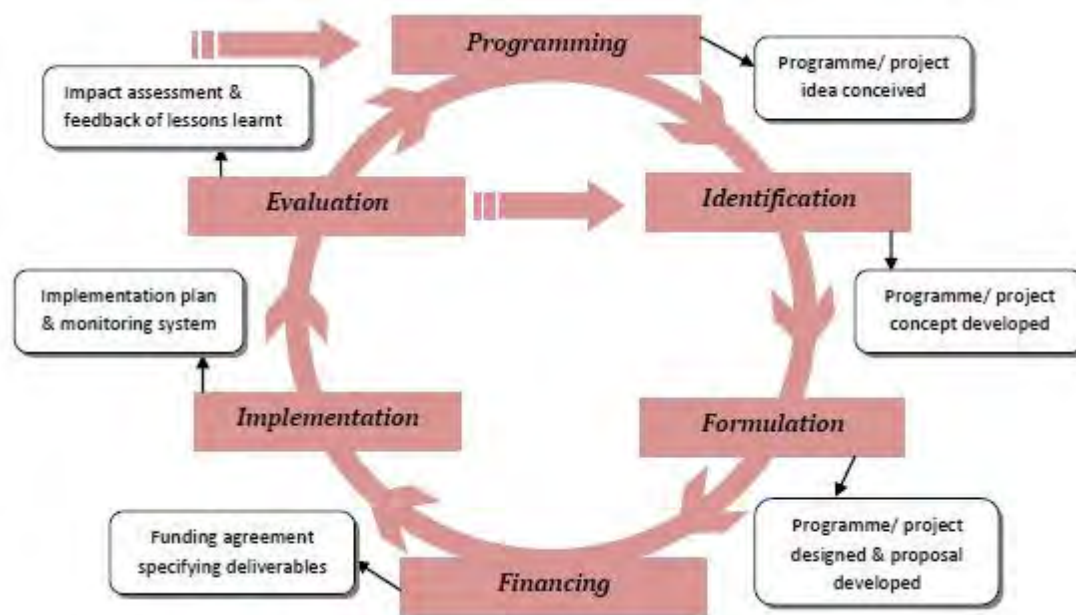 Programming
Programme/ project
idea conceived
Impact assessment &
feedback of lessons learnt
Evaluation
Identification
Implementation plan
& monitoring system
Programme/ project
concept developed
Implementation
Formulation
Funding agreement
specifying deliverables
Programme/ project
designed & proposal
developed
Financing